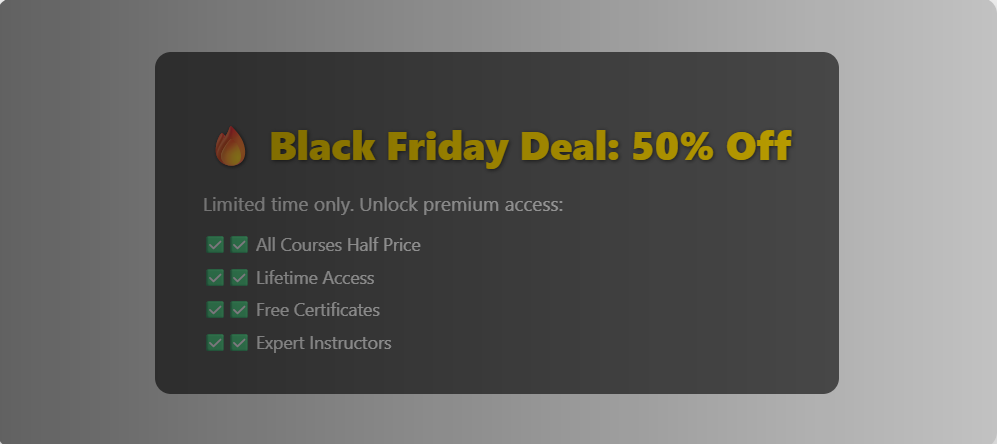 🔥 Black Friday Deal: 50% Off
Limited time only. Unlock premium access:
✅✅ All Courses Half Price
✅✅ Lifetime Access
✅✅ Free Certificates
✅✅ Expert Instructors